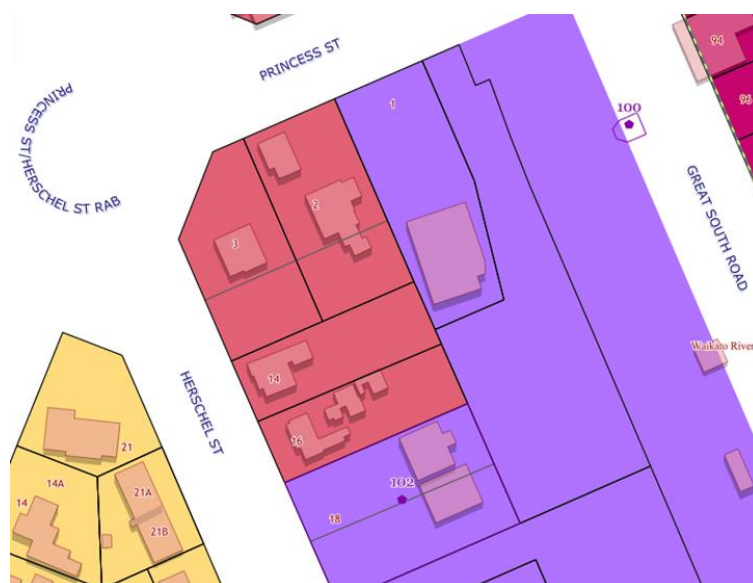 PRINCESS ST
94
96
1
100
PRINCESS ST/HERSCHEL ST RAB
2
3
GREAT SOUTH ROAD
Waikato River
14
HERSCHEL ST
16
21
14A
14
21A
21B
102
18